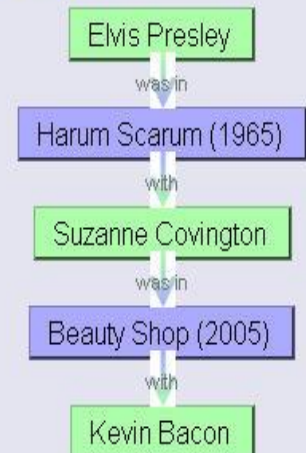 Elvis Presley
was in
Harum Scarum (1965)
with
Suzanne Covington
was in
Beauty Shop (2005)
with
Kevin Bacon